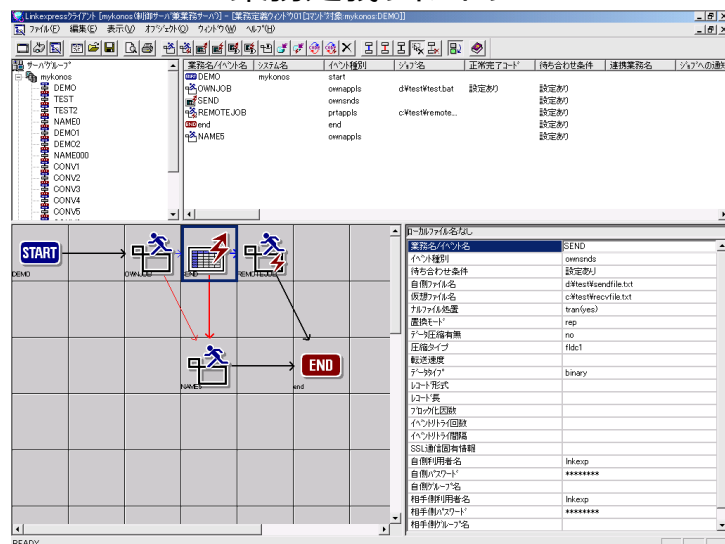 Linkexpressクライアント [mykonos(制御サーバ兼業務サーバ)] - [業務定義ウィンドウ01[コマンド対象:mykonos:DEMO]]
ファイル(F) 編集(E) 表示(V) オブジェクト(O) ウィンドウ(W) ヘルプ(H)
サーバグループ
mykonos
DEMO
TEST
TEST2
NAME0
DEMO1
DEMO2
NAME000
CONV1
CONV2
CONV3
CONV4
CONV5
業務名/イベント名 システム名 イベント種別 ジョブ名 正常完了コード 待ち合わせ条件 連携業務名
DEMO mykonos start
OWNJOB ownappls d:¥test¥test.bat 設定あり 設定あり
SEND ownsnds 設定あり
REMOTEJOB prtappls c:¥test¥remote... 設定あり
end end 設定あり
NAME5 ownappls 設定あり
START
DEMO OWNJOB SEND REMOTEJOB
END
NAME5 end
ローカルファイル名なし
業務名/イベント名 SEND
イベント種別 ownsnds
待ち合わせ条件 設定あり
自側ファイル名 d:¥test¥sendfile.txt
仮想ファイル名 c:¥test¥recvfile.txt
ナルファイル処置 tran(yes)
置換モード rep
データ圧縮有無 no
圧縮タイプ fldc1
転送速度
データタイプ binary
レコード形式
レコード長
ブロック化因数
イベントリトライ回数
イベントリトライ間隔
SSL通信固有情報
自側利用者名 lnkexp
自側パスワード ********
自側グループ名
相手側利用者名 lnkexp
相手側パスワード ********
相手側グループ名
READY